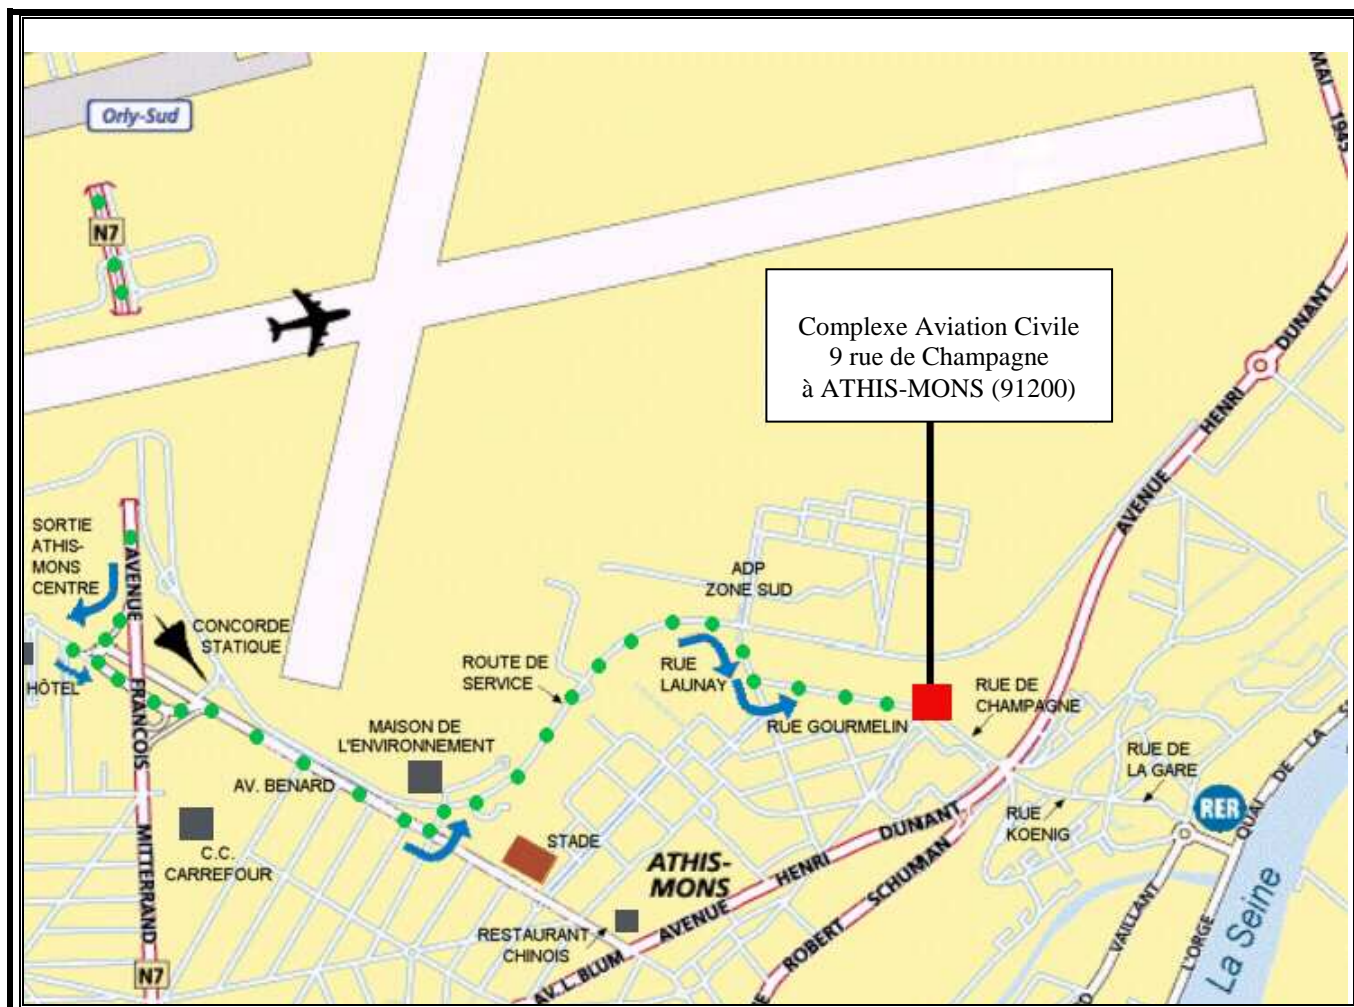 Orly-Sud
MAI 1945
N7
Complexe Aviation Civile
9 rue de Champagne
à ATHIS-MONS (91200)
AVENUE HENRI DUNANT
SORTIE
ATHIS-
MONS
CENTRE
AVENUE FRANCOIS MITTERRAND
CONCORDE
STATIQUE
HÔTEL
ADP
ZONE SUD
ROUTE DE
SERVICE
RUE
LAUNAY
RUE GOURMELIN
RUE DE
CHAMPAGNE
MAISON DE
L'ENVIRONNEMENT
AV. BENARD
C.C.
CARREFOUR
STADE
ATHIS-
MONS
RUE DE
LA GARE
RUE
KOENIG
RER
QUAI DE LA
AVENUE HENRI DUNANT
ROBERT SCHUMAN
RESTAURANT
CHINOIS
AV. L. BLUM
VAILLANT
L'ORGE
La Seine
N7